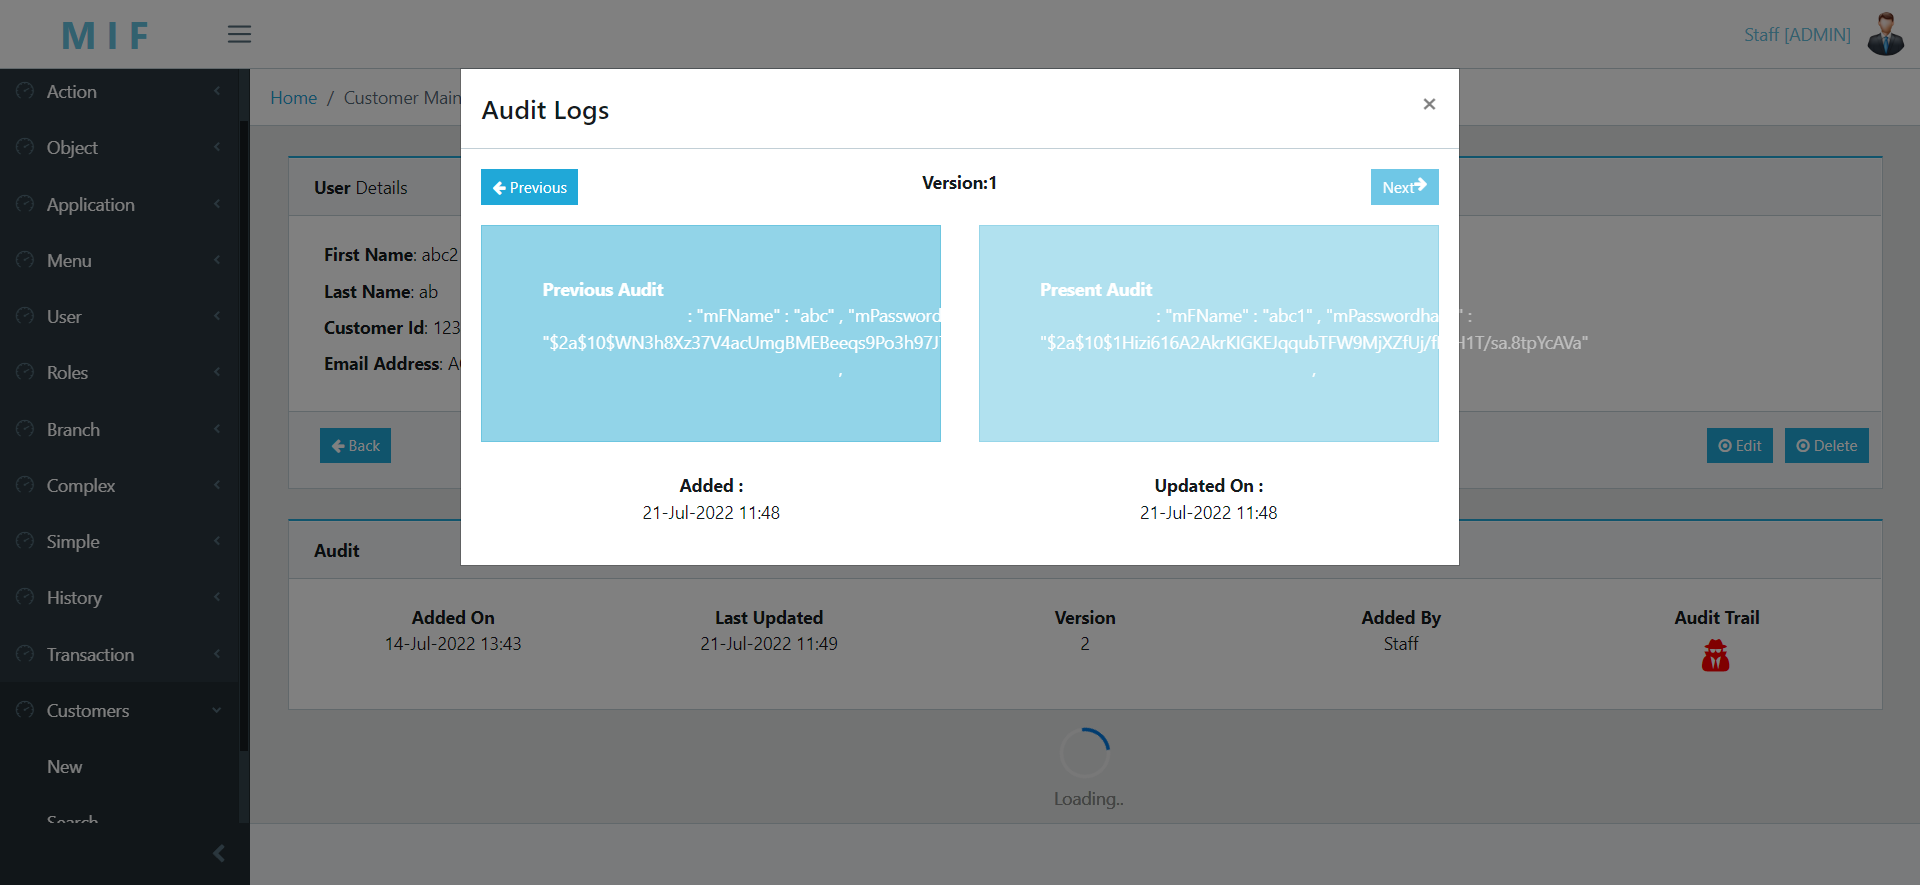 M I F
Staff [ADMIN]
Action
Object
Application
Menu
User
Roles
Branch
Complex
Simple
History
Transaction
Customers
New
Search
Home / Customer Main
User Details
First Name: abc2
Last Name: ab
Customer Id: 123
Email Address:
Back
Edit
Delete
Audit Logs
×
Previous
Version:1
Next
Previous Audit
: "mFName" : "abc" , "mPassword
"$2a$10$WN3h8Xz37V4acUmgBMEBeeqs9Po3h97J
,
Added :
21-Jul-2022 11:48
Present Audit
: "mFName" : "abc1" , "mPasswordha " :
"$2a$10$1Hizi616A2AkrKIGKEJqqubTFW9MjXZfUj/f H1T/sa.8tpYcAVa"
,
Updated On :
21-Jul-2022 11:48
Audit
Added On
14-Jul-2022 13:43
Last Updated
21-Jul-2022 11:49
Version
2
Added By
Staff
Audit Trail
Loading..